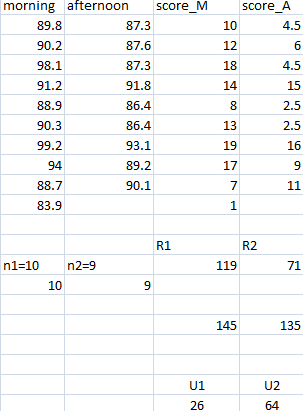 morning afternoon score_M score_A
89.8 87.3 10 4.5
90.2 87.6 12 6
98.1 87.3 18 4.5
91.2 91.8 14 15
88.9 86.4 8 2.5
90.3 86.4 13 2.5
99.2 93.1 19 16
94 89.2 17 9
88.7 90.1 7 11
83.9 1
R1 R2
n1=10 n2=9 119 71
10 9
145 135
U1 U2
26 64